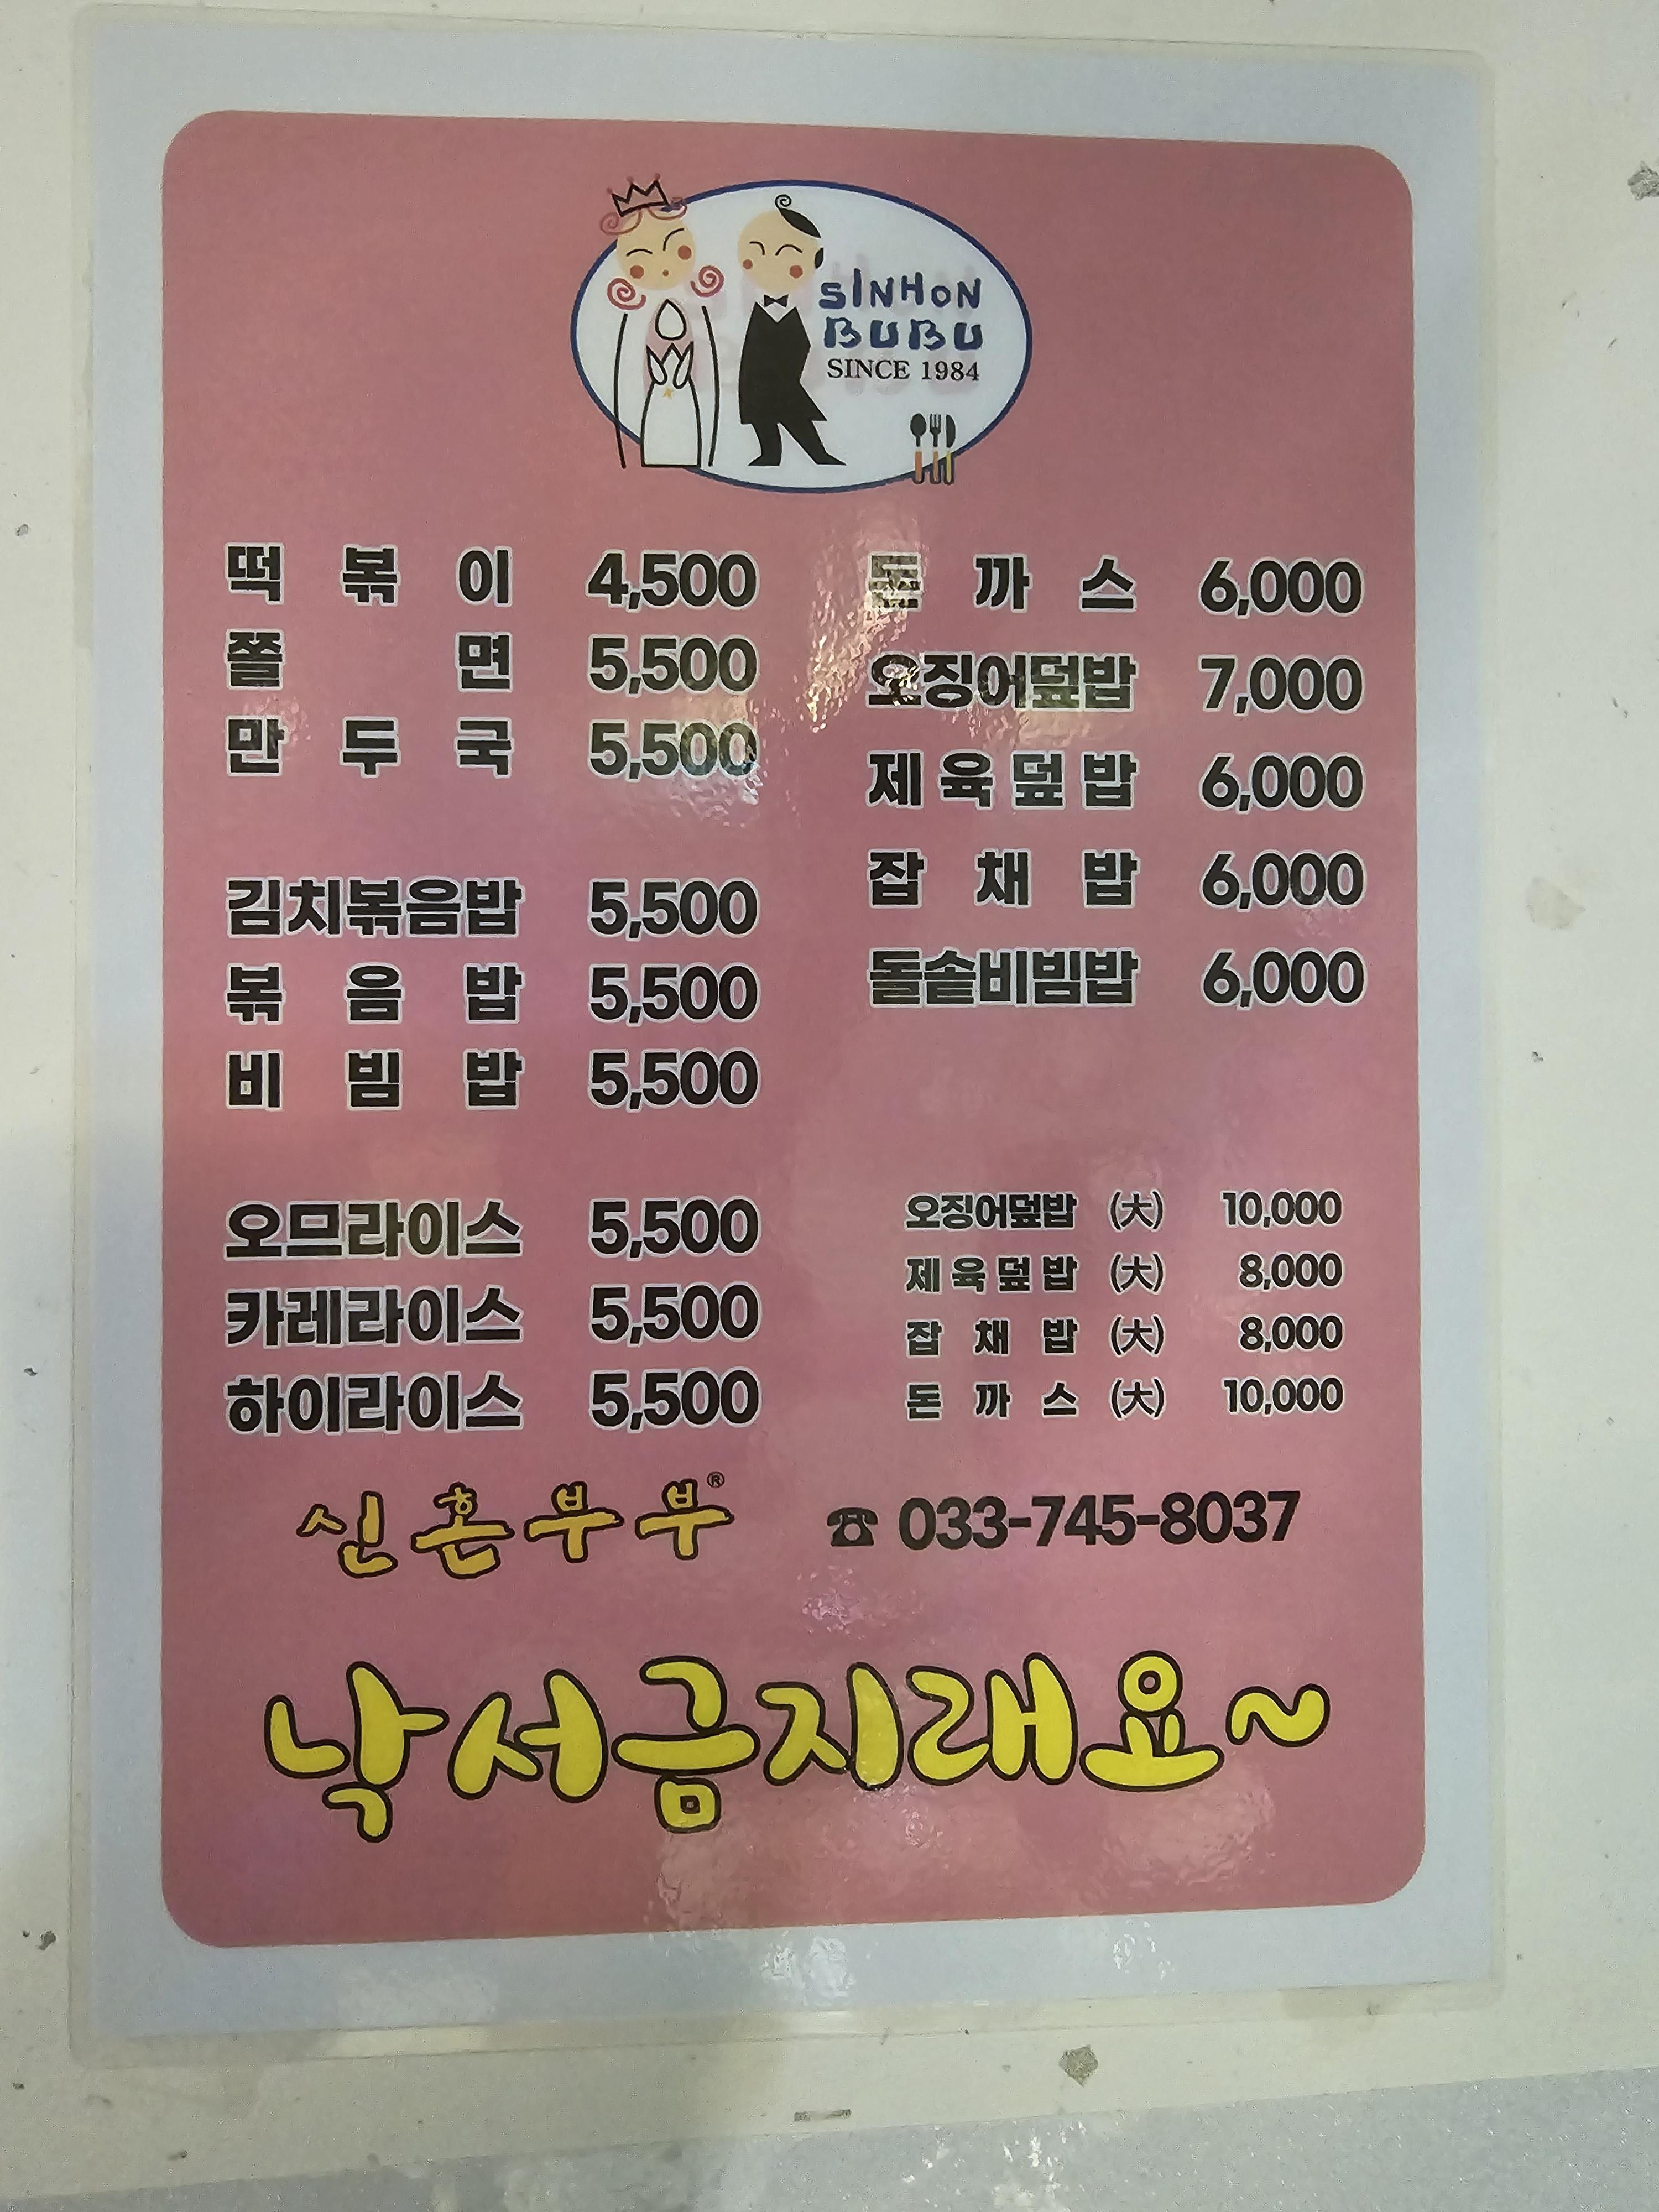 SINHON
BUBU
SINCE 1984
떡볶이 4,500
쫄면 5,500
만두국 5,500
김치볶음밥 5,500
볶음밥 5,500
비빔밥 5,500
오므라이스 5,500
카레라이스 5,500
하이라이스 5,500
돈까스 6,000
오징어덮밥 7,000
제육덮밥 6,000
잡채밥 6,000
돌솥비빔밥 6,000
오징어덮밥 (大) 10,000
제육덮밥 (大) 8,000
잡채밥 (大) 8,000
돈까스 (大) 10,000
신혼부부® ☎ 033-745-8037
낙서금지래요~